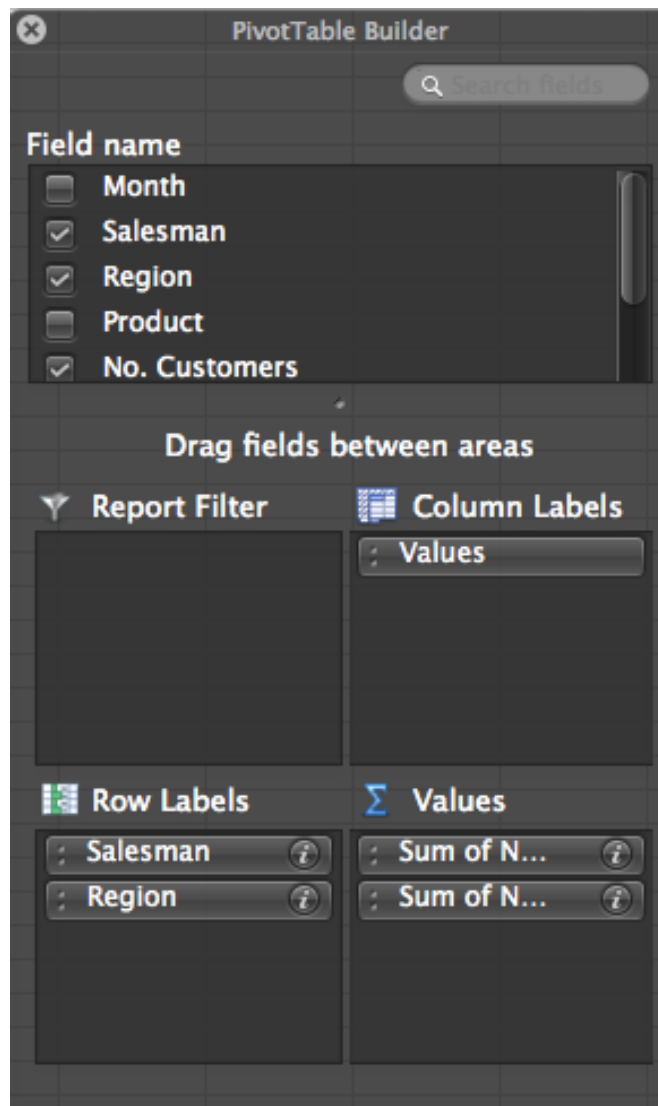 PivotTable Builder
Search fields
Field name
Month
Salesman
Region
Product
No. Customers
Drag fields between areas
Report Filter
Column Labels
Values
Row Labels
Values
Salesman
Sum of N...
Region
Sum of N...